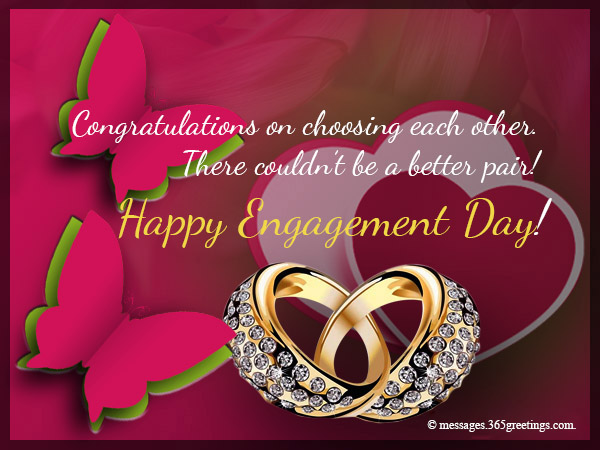 Congratulations on choosing each other.
There couldn't be a better pair!
Happy Engagement Day!
© messages.365greetings.com.